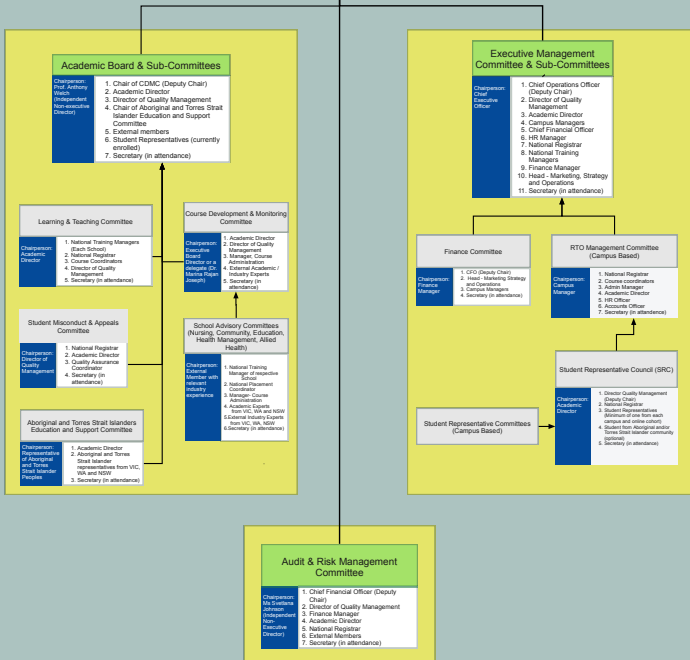 Academic Board & Sub-Committees
Chairperson:
Prof. Anthony
Welch
(Independent
Non-executive
Director)
1. Chair of CDMC (Deputy Chair)
2. Academic Director
3. Director of Quality Management
4. Chair of Aboriginal and Torres Strait
Islander Education and Support
Committee
5. External members
6. Student Representatives (currently
enrolled)
7. Secretary (in attendance)
Learning & Teaching Committee
Chairperson:
Academic
Director
1. National Training Managers
(Each School)
2. National Registrar
3. Course Coordinators
4. Director of Quality
Management
5. Secretary (in attendance)
Course Development & Monitoring
Committee
Chairperson:
Executive
Board
Director or a
delegate (Dr.
Marina Rajan
Joseph)
1. Academic Director
2. Director of Quality
Management
3. Manager, Course
Administration
4. External Academic /
Industry Experts
5. Secretary (in
attendance)
Student Misconduct & Appeals
Committee
Chairperson:
Director of
Quality
Management
1. National Registrar
2. Academic Director
3. Quality Assurance
Coordinator
4. Secretary (in
attendance)
School Advisory Committees
(Nursing, Community, Education,
Health Management, Allied
Health)
Chairperson:
External
Member with
relevant
industry
experience
1. National Training
Manager of respective
School
2. National Placement
Coordinator
3. Manager- Course
Administration
4. Academic Experts
from VIC, WA and NSW
5.External Industry Experts
from VIC, WA, NSW
6.Secretary (in attendance)
Aboriginal and Torres Strait Islanders
Education and Support Committee
Chairperson:
Representative
of Aboriginal
and Torres
Strait Islander
Peoples
1. Academic Director
2. Aboriginal and Torres
Strait Islander
representatives from VIC,
WA and NSW
3. Secretary (in attendance)
Executive Management
Committee & Sub-Committees
Chairperson:
Chief
Executive
Officer
1. Chief Operations Officer
(Deputy Chair)
2. Director of Quality
Management
3. Academic Director
4. Campus Managers
5. Chief Financial Officer
6. HR Manager
7. National Registrar
8. National Training
Managers
9. Finance Manager
10. Head - Marketing, Strategy
and Operations
11. Secretary (in attendance)
Finance Committee
Chairperson:
Finance
Manager
1. CFO (Deputy Chair)
2. Head - Marketing Strategy
and Operations
3. Campus Managers
4. Secretary (in attendance)
RTO Management Committee
(Campus Based)
Chairperson:
Campus
Manager
1. National Registrar
2. Course coordinators
3. Admin Manager
4. Academic Director
5. HR Officer
6. Accounts Officer
7. Secretary (in attendance)
Student Representative Council (SRC)
Chairperson:
Academic
Director
1. Director Quality Management
(Deputy Chair)
2. National Registrar
3. Student Representatives
(Minimum of one from each
campus and online cohort)
4. Student from Aboriginal and/or
Torres Strait Islander community
(optional)
5. Secretary (in attendance)
Student Representative Committees
(Campus Based)
Audit & Risk Management
Committee
Chairperson:
Ms Svetlana
Johnson
(Independent
Non-
Executive
Director)
1. Chief Financial Officer (Deputy
Chair)
2. Director of Quality Management
3. Finance Manager
4. Academic Director
5. National Registrar
6. External Members
7. Secretary (in attendance)